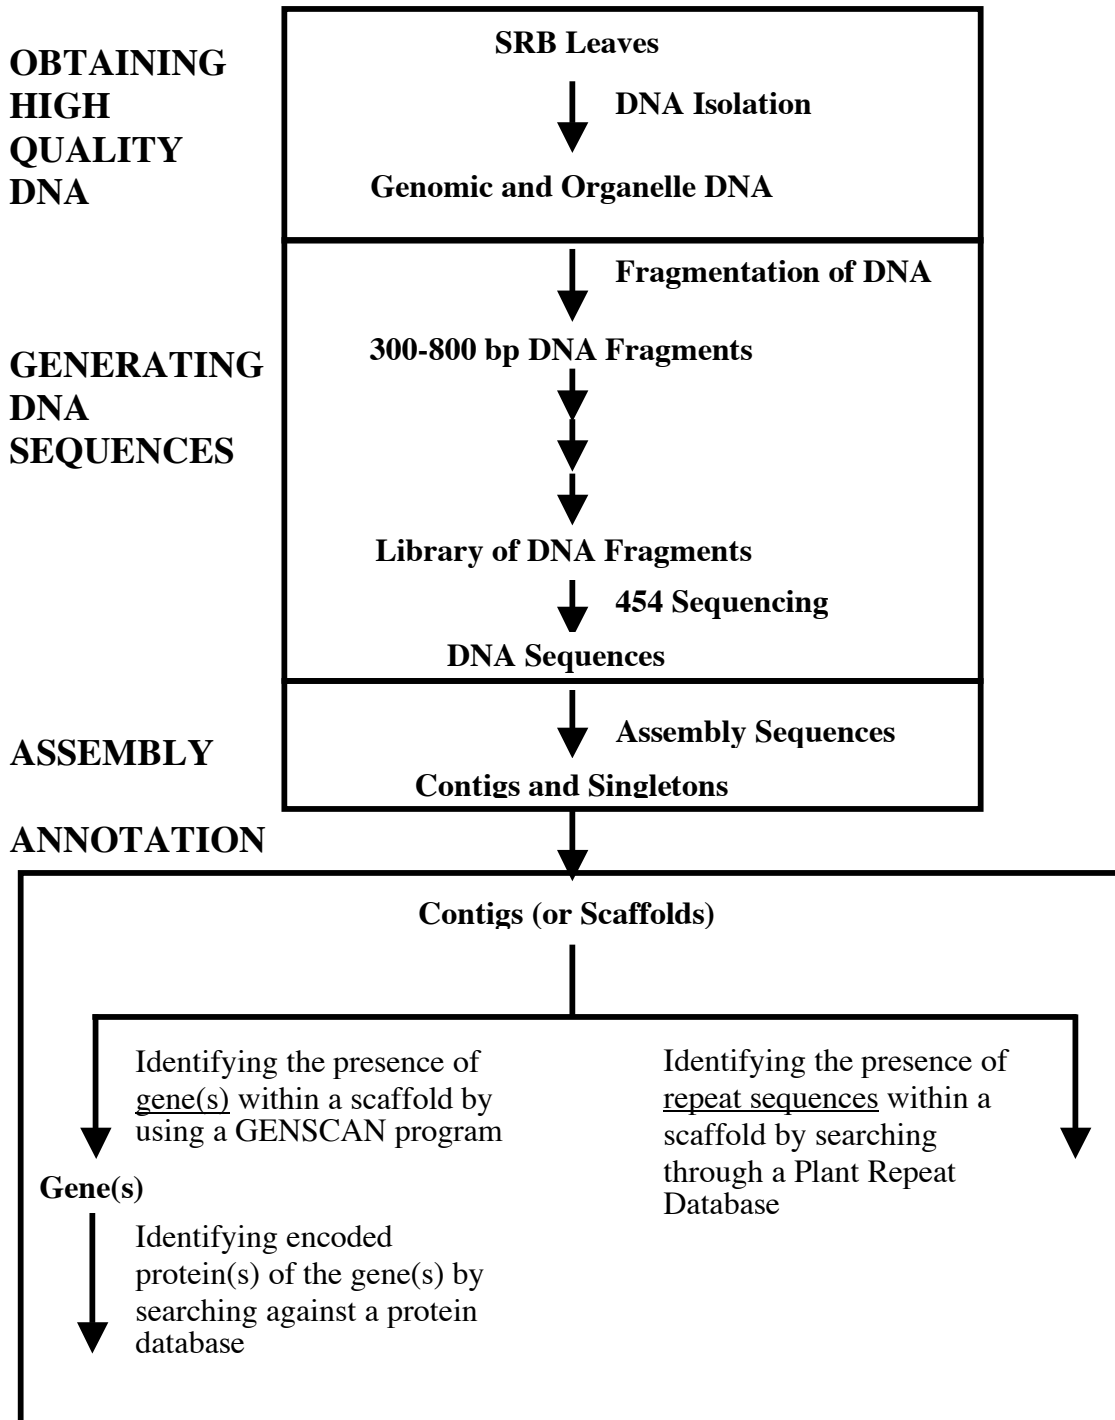 OBTAINING
HIGH
QUALITY
DNA
SRB Leaves
DNA Isolation
Genomic and Organelle DNA
GENERATING
DNA
SEQUENCES
Fragmentation of DNA
300-800 bp DNA Fragments
Library of DNA Fragments
454 Sequencing
DNA Sequences
ASSEMBLY
Assembly Sequences
Contigs and Singletons
ANNOTATION
Contigs (or Scaffolds)
Identifying the presence of
gene(s) within a scaffold by
using a GENSCAN program
Gene(s)
Identifying encoded
protein(s) of the gene(s) by
searching against a protein
database
Identifying the presence of
repeat sequences within a
scaffold by searching
through a Plant Repeat
Database